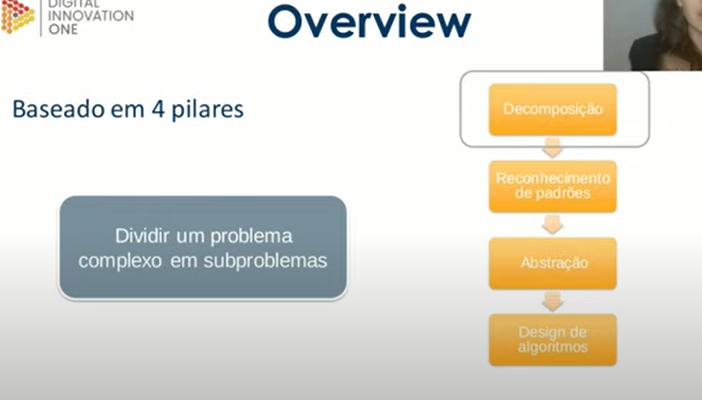 DIGITAL
INNOVATION
ONE
Overview
Baseado em 4 pilares
Dividir um problema
complexo em subproblemas
Decomposição
Reconhecimento
de padrões
Abstração
Design de
algoritmos